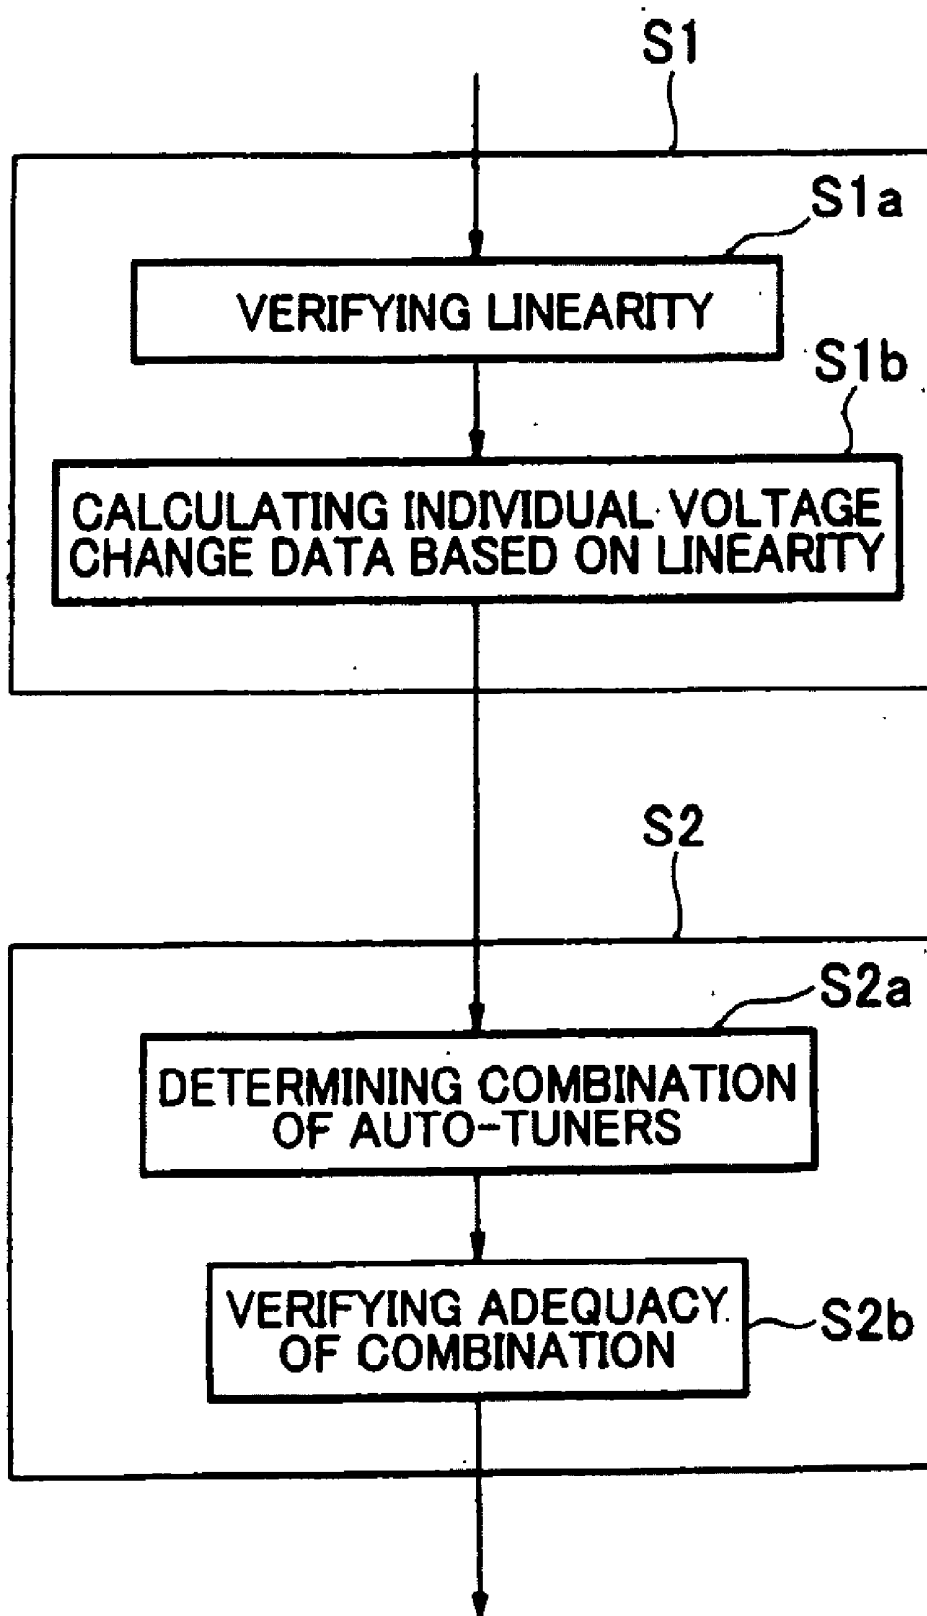 S1
S1a
VERIFYING LINEARITY
S1b
CALCULATING INDIVIDUAL VOLTAGE
CHANGE DATA BASED ON LINEARITY
S2
S2a
DETERMINING COMBINATION
OF AUTO-TUNERS
VERIFYING ADEQUACY
OF COMBINATION
S2b